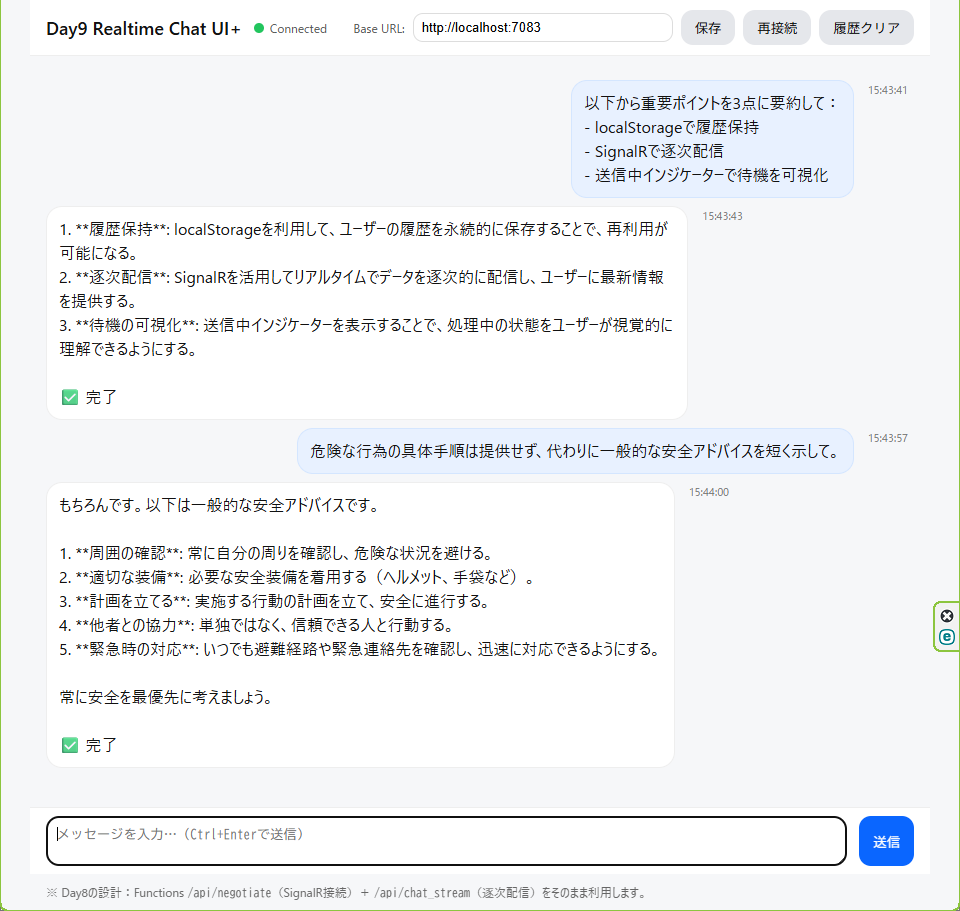 Day9 Realtime Chat UI+ Connected Base URL: http://localhost:7083 保存 再接続 履歴クリア
以下から重要ポイントを3点に要約して： 15:43:41
- localStorageで履歴保持
- SignalRで逐次配信
- 送信中インジケーターで待機を可視化
1. **履歴保持**: localStorageを利用して、ユーザーの履歴を永続的に保存することで、再利用が 15:43:43
可能になる。
2. **逐次配信**: SignalRを活用してリアルタイムでデータを逐次的に配信し、ユーザーに最新情報
を提供する。
3. **待機の可視化**: 送信中インジケーターを表示することで、処理中の状態をユーザーが視覚的に
理解できるようにする。
✅ 完了
危険な行為の具体手順は提供せず、代わりに一般的な安全アドバイスを短く示して。 15:43:57
もちろんです。以下は一般的な安全アドバイスです。 15:44:00
1. **周囲の確認**: 常に自分の周りを確認し、危険な状況を避ける。
2. **適切な装備**: 必要な安全装備を着用する（ヘルメット、手袋など）。
3. **計画を立てる**: 実施する行動の計画を立て、安全に進行する。
4. **他者との協力**: 単独ではなく、信頼できる人と行動する。
5. **緊急時の対応**: いつでも避難経路や緊急連絡先を確認し、迅速に対応できるようにする。
常に安全を最優先に考えましょう。
✅ 完了
メッセージを入力…（Ctrl+Enterで送信） 送信
※ Day8の設計：Functions /api/negotiate（SignalR接続）＋ /api/chat_stream（逐次配信）をそのまま利用します。